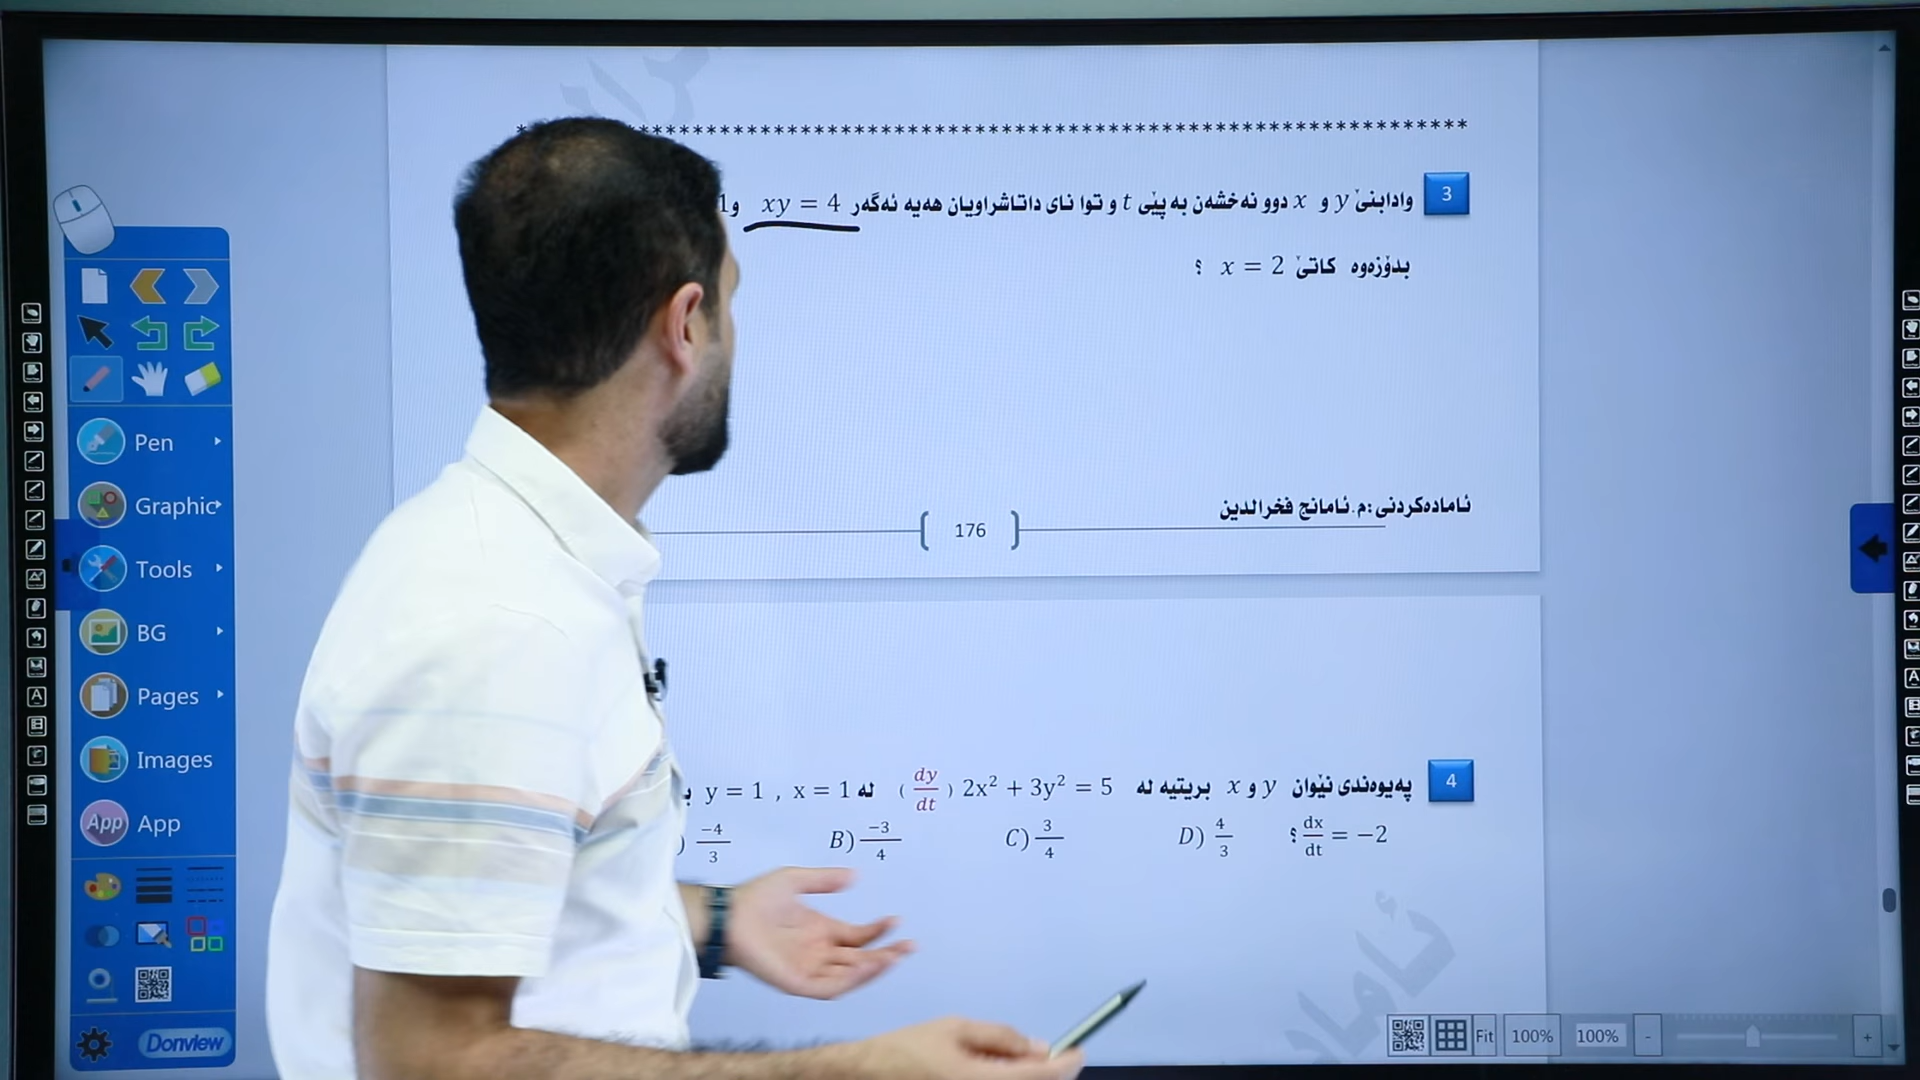 ********************************************************************
3 وادابنێ y و x دوو نەخشەن بە پێی t و توا نای داتاشراویان هەیە ئەگەر xy = 4 و 1
بدۆزەوە کاتێ x = 2 ؟
ئامادەکردنی :م. ئامانج فخرالدین
176
4 پەیوەندی نێوان y و x بریتیە لە 2x² + 3y² = 5 ( dy/dt ) لە y = 1 , x = 1
dx/dt = −2 ؟ D) 4/3 C) 3/4 B) −3/4 ) −4/3
Pen
Graphic
Tools
BG
Pages
Images
App App
Donview
Fit 100% 100% - +